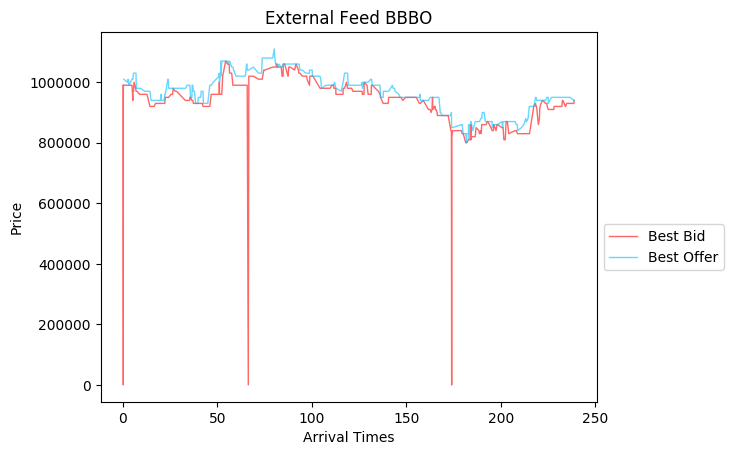 External Feed BBBO
Price
1000000
800000
600000
400000
200000
0
0 50 100 150 200 250
Arrival Times
Best Bid
Best Offer